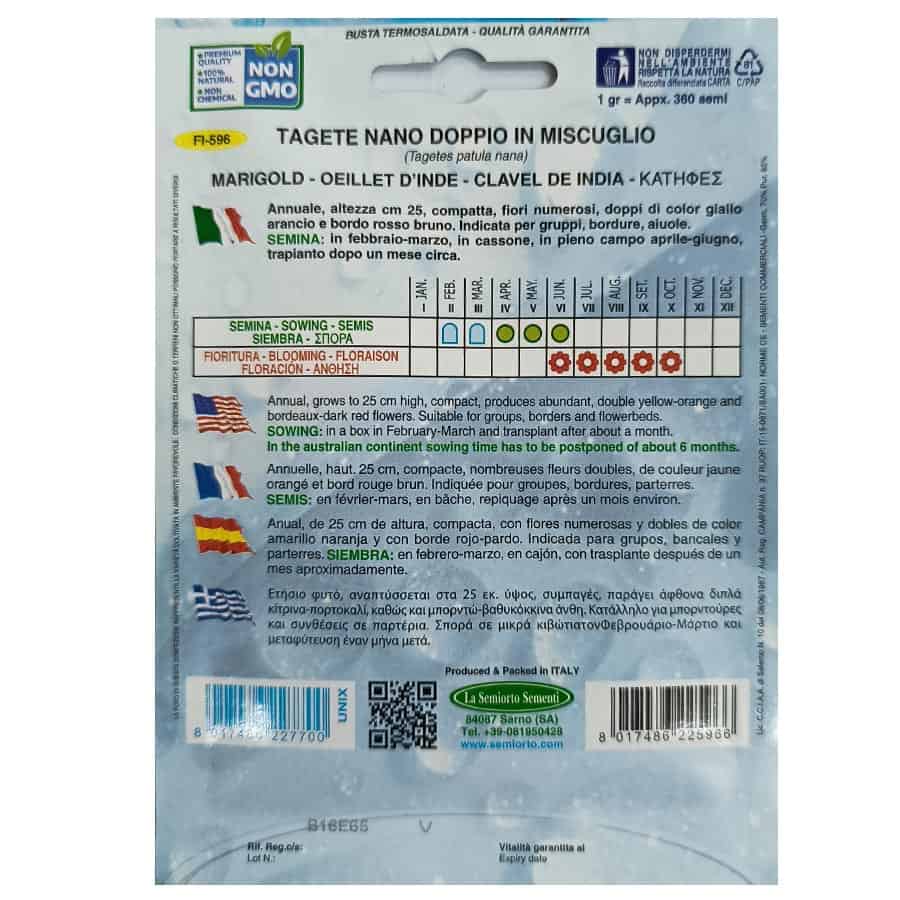 BUSTA TERMOSALDATA - QUALITÀ GARANTITA
PREMIUM QUALITY
100% NATURAL
NON CHEMICAL
NON GMO
NON DISPERDERMI
NELL'AMBIENTE
RISPETTA LA NATURA
Raccolta differenziata CARTA
81
C/PAP
1 gr = Appx. 360 semi
FI-596
TAGETE NANO DOPPIO IN MISCUGLIO
(Tagetes patula nana)
MARIGOLD - OEILLET D'INDE - CLAVEL DE INDIA - ΚΑΤΗΦΕΣ
Annuale, altezza cm 25, compatta, fiori numerosi, doppi di color giallo
arancio e bordo rosso bruno. Indicata per gruppi, bordure, aiuole.
SEMINA: in febbraio-marzo, in cassone, in pieno campo aprile-giugno,
trapianto dopo un mese circa.
JAN. FEB. MAR. APR. MAY. JUN. JUL. AUG. SET. OCT. NOV. DEC.
I II III IV V VI VII VIII IX X XI XII
SEMINA - SOWING - SEMIS
SIEMBRA - ΣΠΟΡΑ
FIORITURA - BLOOMING - FLORAISON
FLORACIÓN - ΑΝΘΗΣΗ
Annual, grows to 25 cm high, compact, produces abundant, double yellow-orange and
bordeaux-dark red flowers. Suitable for groups, borders and flowerbeds.
SOWING: in a box in February-March and transplant after about a month.
In the australian continent sowing time has to be postponed of about 6 months.
Annuelle, haut. 25 cm, compacte, nombreuses fleurs doubles, de couleur jaune
orangé et bord rouge brun. Indiquée pour groupes, bordures, parterres.
SEMIS: en février-mars, en bâche, repiquage après un mois environ.
Anual, de 25 cm de altura, compacta, con flores numerosas y dobles de color
amarillo naranja y con borde rojo-pardo. Indicada para grupos, bancales y
parterres. SIEMBRA: en febrero-marzo, en cajón, con trasplante después de un
mes aproximadamente.
Ετήσιο φυτό, αναπτύσσεται στα 25 εκ. ύψος, συμπαγές, παράγει άφθονα διπλά
κίτρινα-πορτοκαλί, καθώς και μπορντώ-βαθυκόκκινα άνθη. Κατάλληλο για μπορντούρες
και συνθέσεις σε παρτέρια. Σπορά σε μικρά κιβώτιατονΦεβρουάριο-Μάρτιο και
μεταφύτευση έναν μήνα μετά.
Produced & Packed in ITALY
La Semiorto Sementi
84087 Sarno (SA)
Tel. +39-081950428
www.semiorto.com
UNIX
8 017486 227700
8 017486 225966
B16E65 V
Rif. Reg.c/s:
Lot N.:
Vitalità garantita al
Expiry date